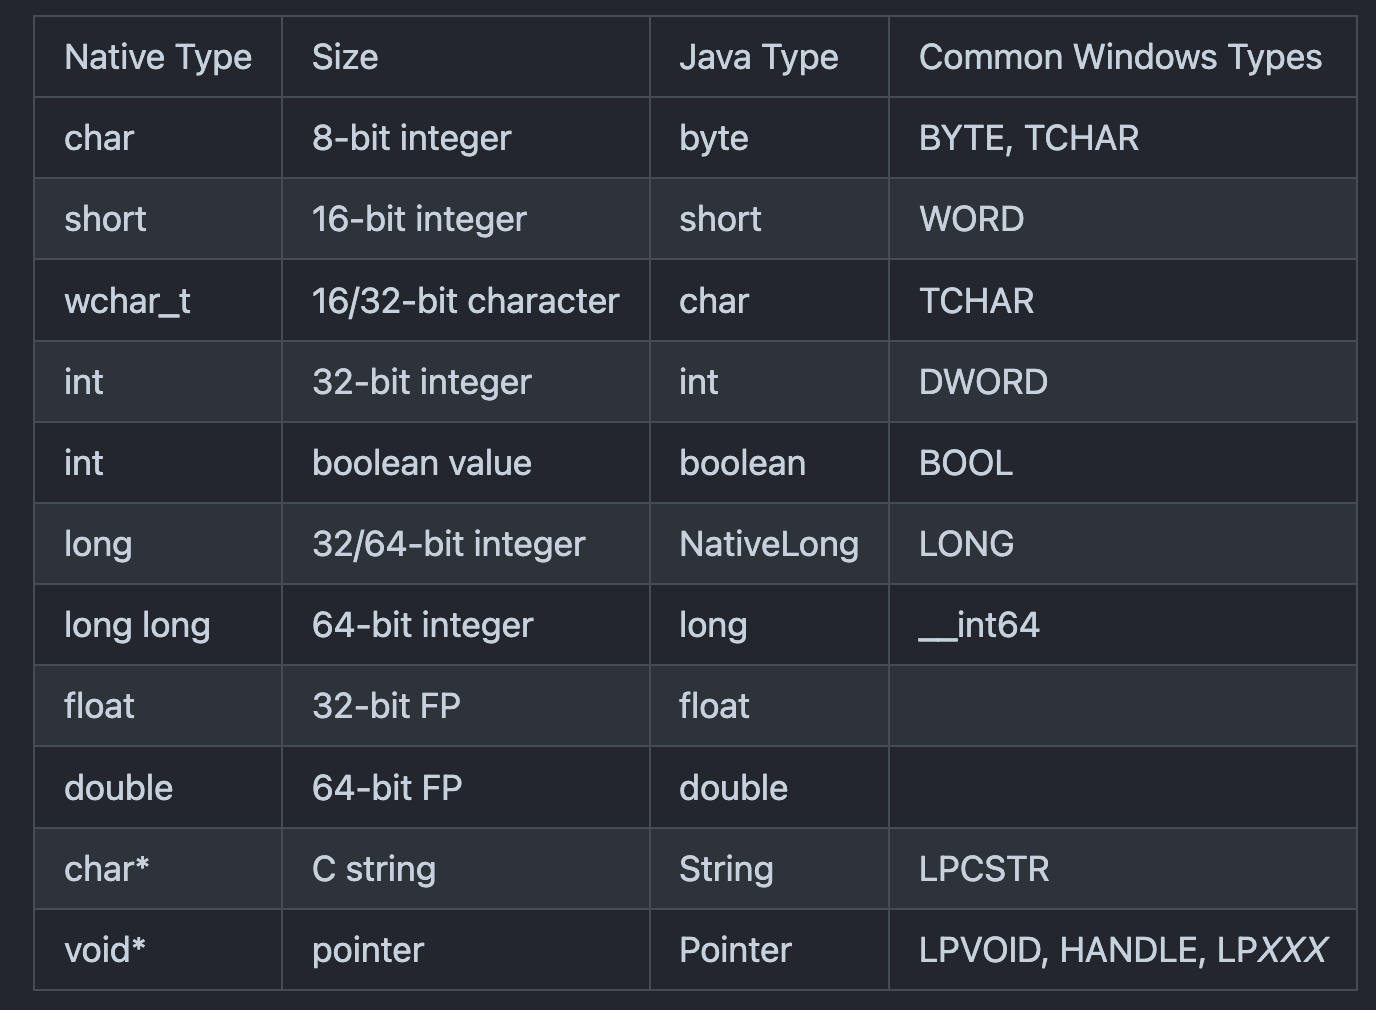 Native Type Size Java Type Common Windows Types
char 8-bit integer byte BYTE, TCHAR
short 16-bit integer short WORD
wchar_t 16/32-bit character char TCHAR
int 32-bit integer int DWORD
int boolean value boolean BOOL
long 32/64-bit integer NativeLong LONG
long long 64-bit integer long __int64
float 32-bit FP float
double 64-bit FP double
char* C string String LPCSTR
void* pointer Pointer LPVOID, HANDLE, LPXXX